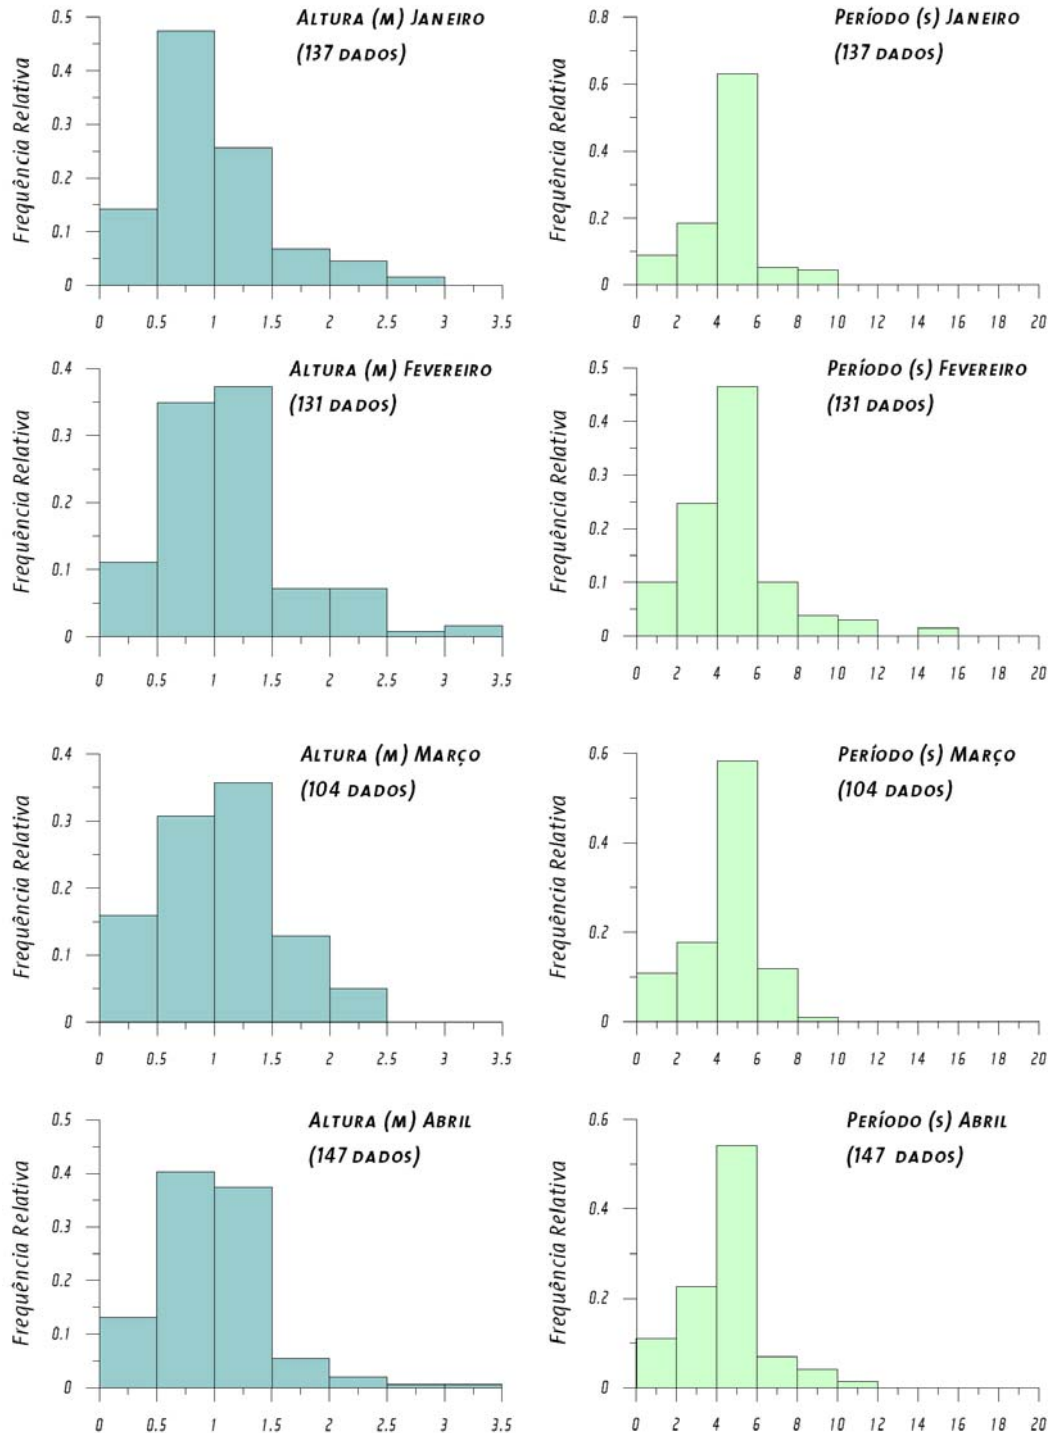 ALTURA (M) JANEIRO
(137 DADOS)
Frequência Relativa
0.5
0.4
0.3
0.2
0.1
0
0 0.5 1 1.5 2 2.5 3 3.5
PERÍODO (S) JANEIRO
(137 DADOS)
Frequência Relativa
0.8
0.6
0.4
0.2
0
0 2 4 6 8 10 12 14 16 18 20
ALTURA (M) FEVEREIRO
(131 DADOS)
Frequência Relativa
0.4
0.3
0.2
0.1
0
0 0.5 1 1.5 2 2.5 3 3.5
PERÍODO (S) FEVEREIRO
(131 DADOS)
Frequência Relativa
0.5
0.4
0.3
0.2
0.1
0
0 2 4 6 8 10 12 14 16 18 20
ALTURA (M) MARÇO
(104 DADOS)
Frequência Relativa
0.4
0.3
0.2
0.1
0
0 0.5 1 1.5 2 2.5 3 3.5
PERÍODO (S) MARÇO
(104 DADOS)
Frequência Relativa
0.6
0.4
0.2
0
0 2 4 6 8 10 12 14 16 18 20
ALTURA (M) ABRIL
(147 DADOS)
Frequência Relativa
0.5
0.4
0.3
0.2
0.1
0
0 0.5 1 1.5 2 2.5 3 3.5
PERÍODO (S) ABRIL
(147 DADOS)
Frequência Relativa
0.6
0.4
0.2
0
0 2 4 6 8 10 12 14 16 18 20